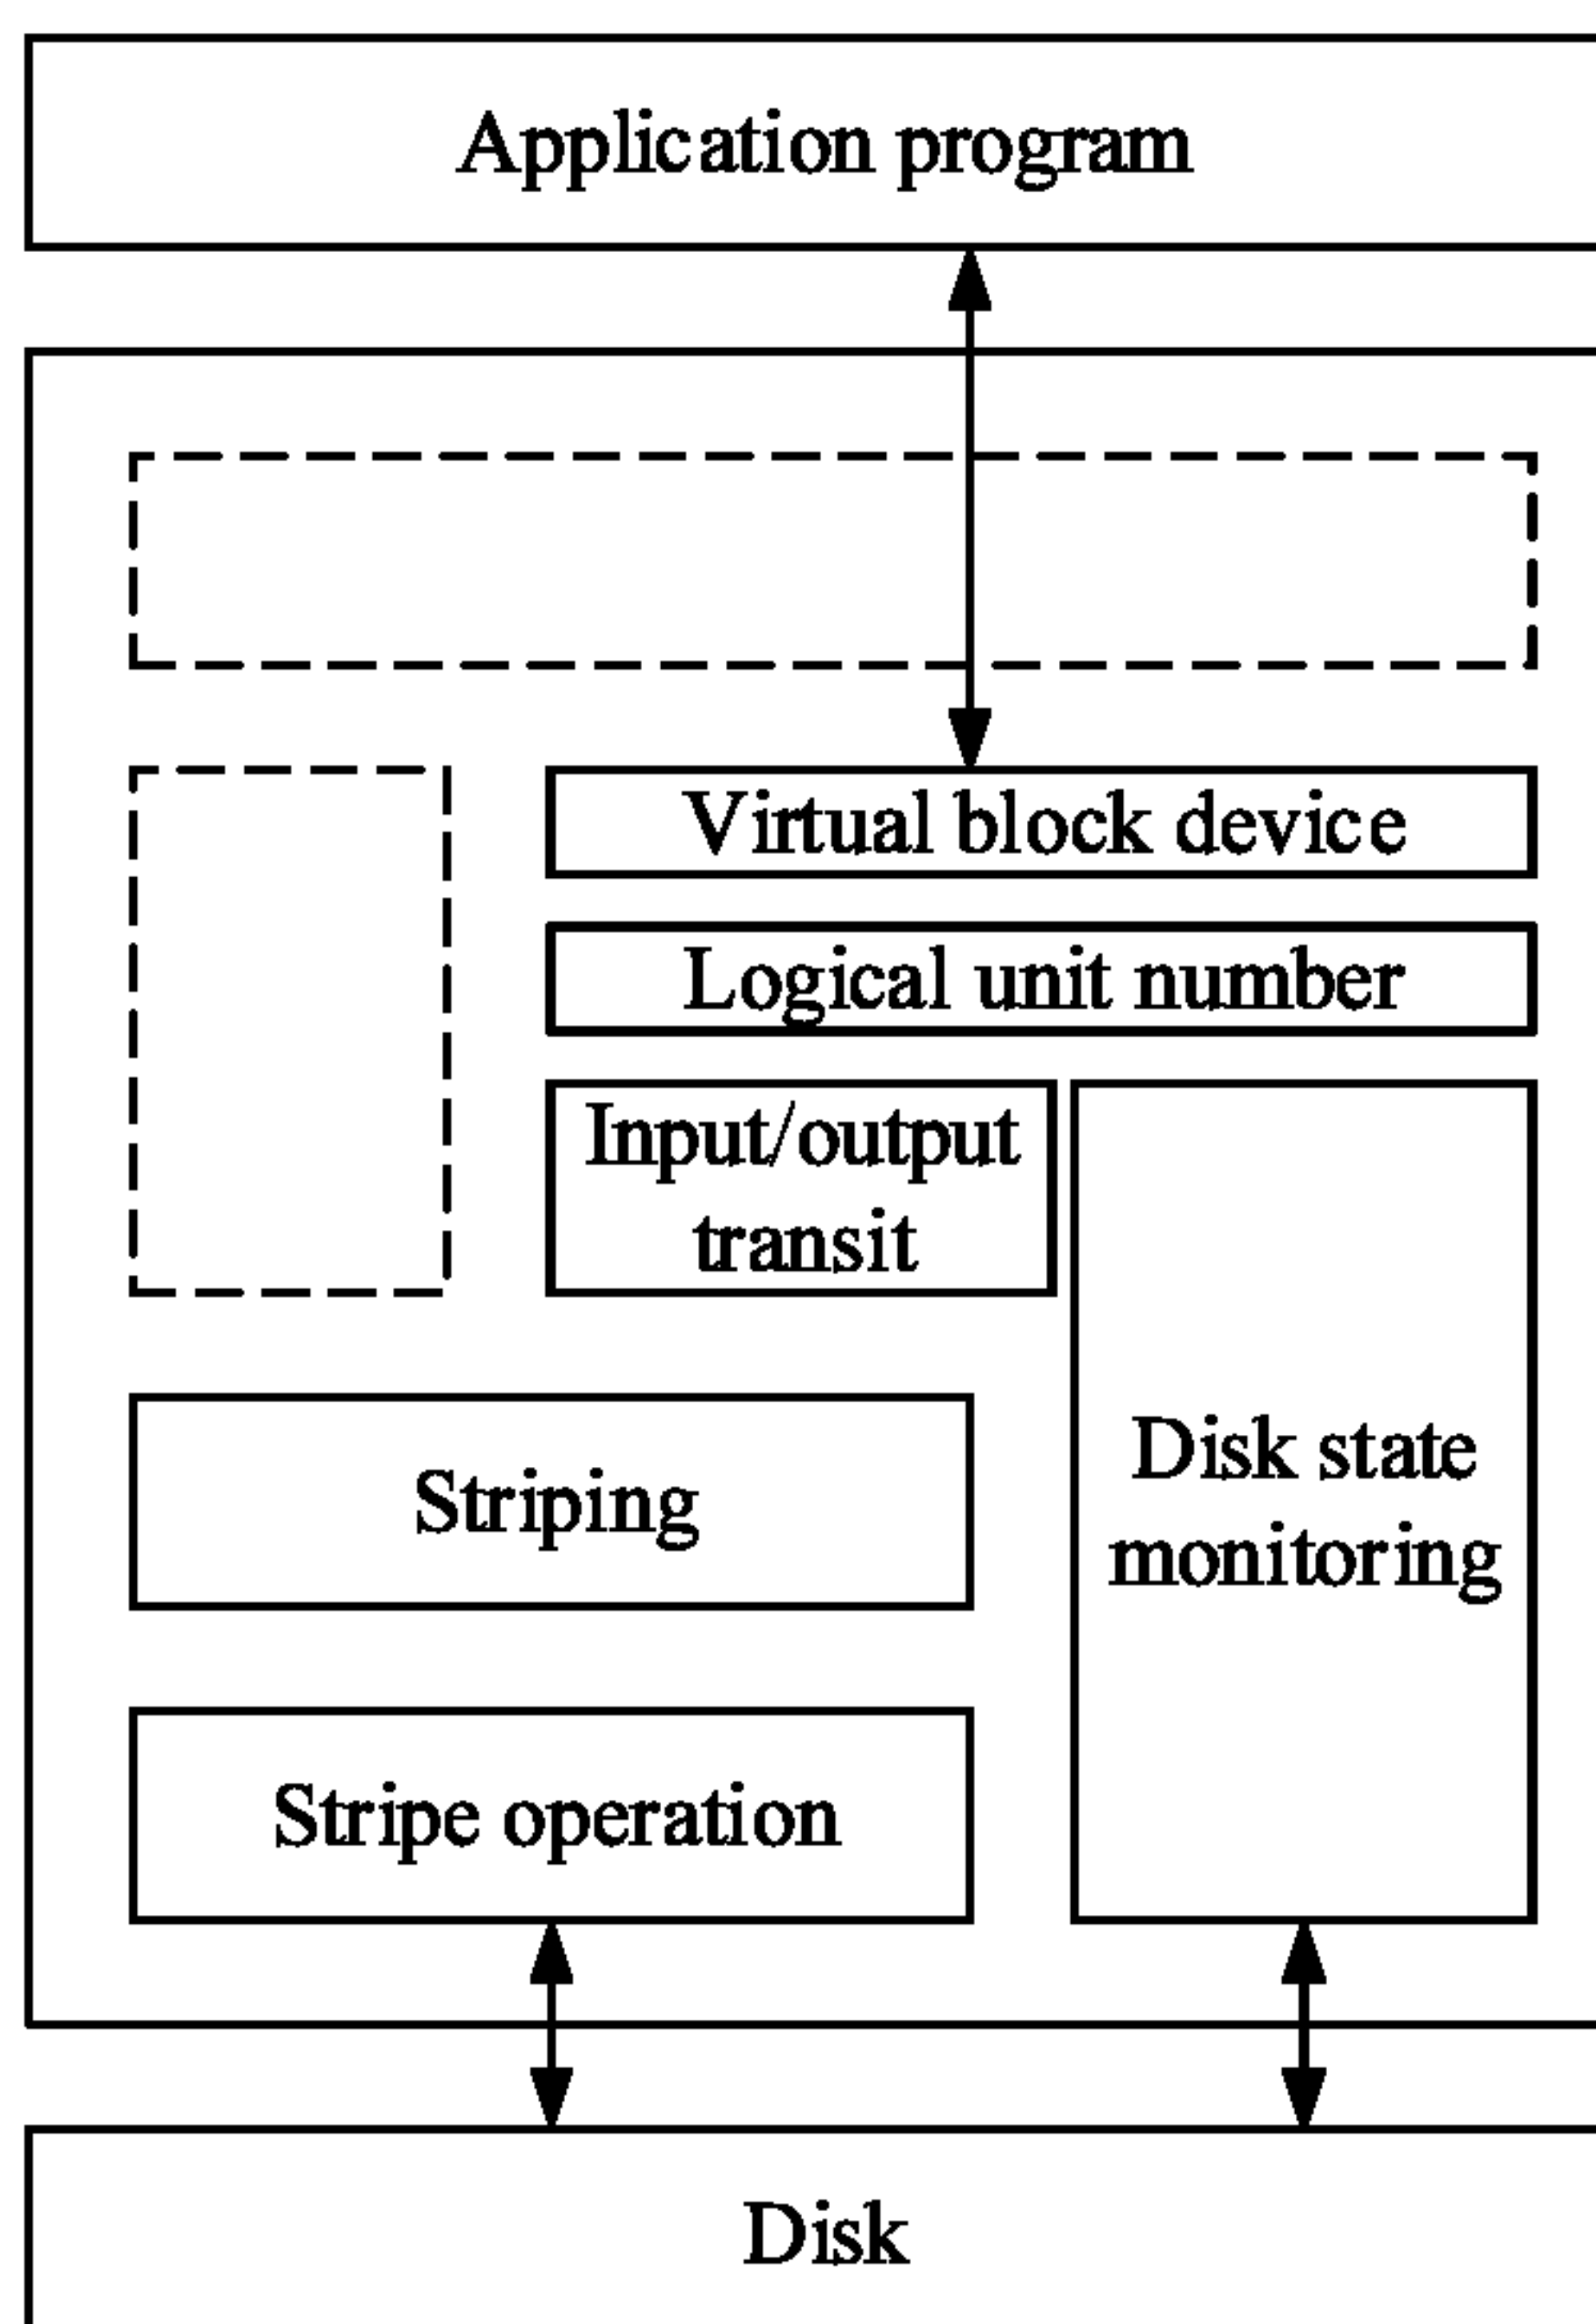 Application program
Virtual block device
Logical unit number
Input/output
transit
Disk state
monitoring
Striping
Stripe operation
Disk